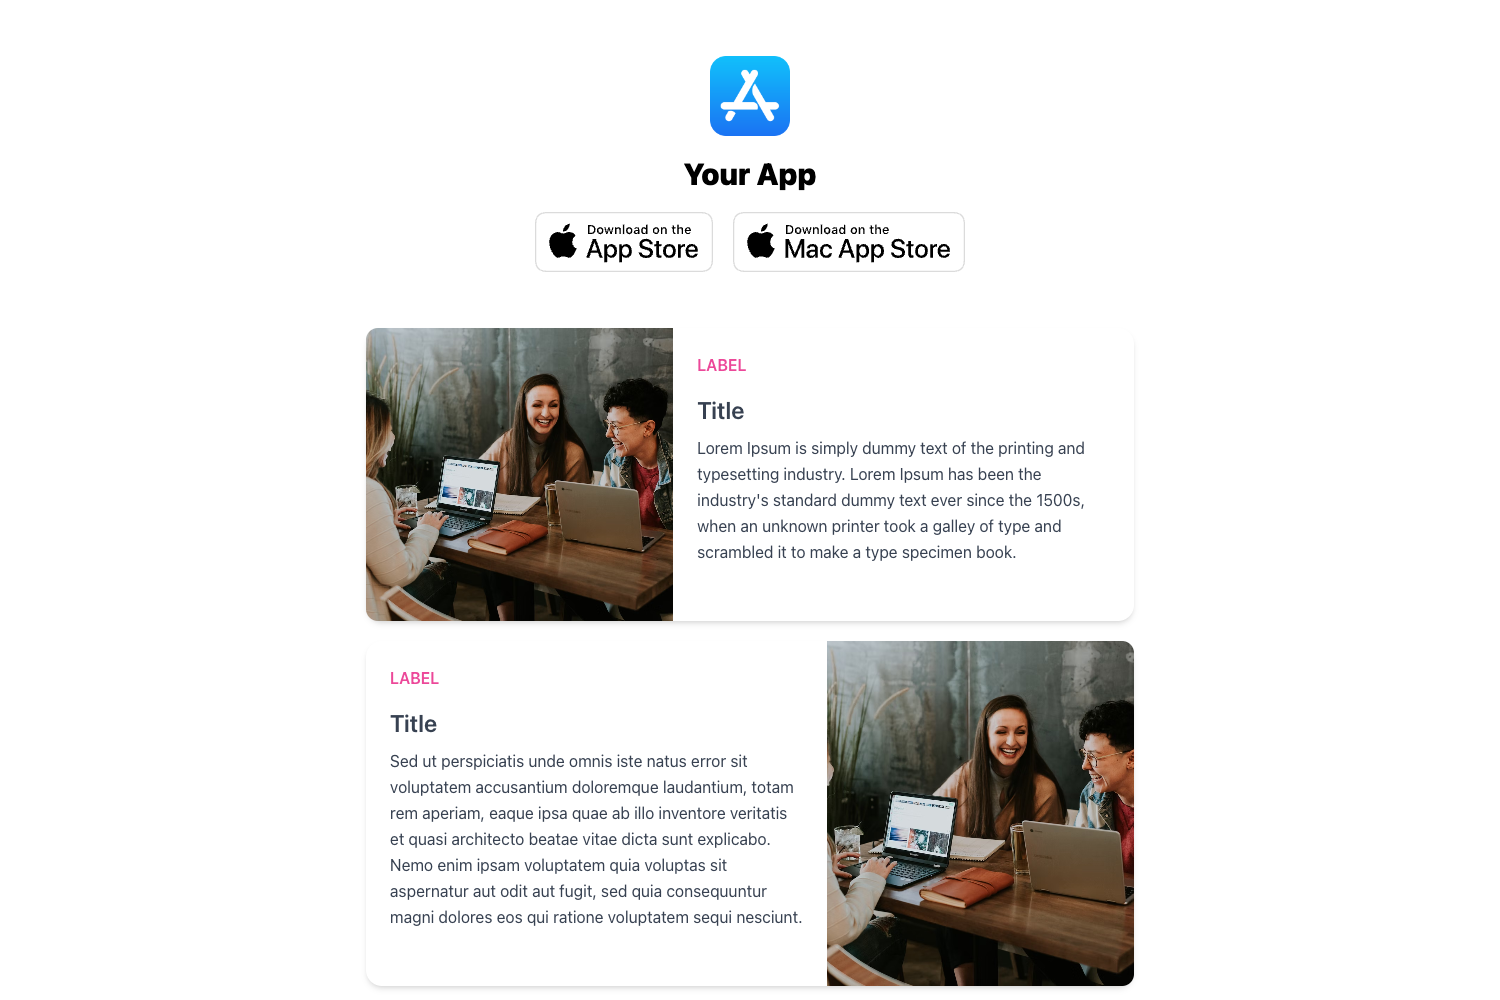 Your App
Download on the
App Store
Download on the
Mac App Store
LABEL
Title
Lorem Ipsum is simply dummy text of the printing and
typesetting industry. Lorem Ipsum has been the
industry's standard dummy text ever since the 1500s,
when an unknown printer took a galley of type and
scrambled it to make a type specimen book.
LABEL
Title
Sed ut perspiciatis unde omnis iste natus error sit
voluptatem accusantium doloremque laudantium, totam
rem aperiam, eaque ipsa quae ab illo inventore veritatis
et quasi architecto beatae vitae dicta sunt explicabo.
Nemo enim ipsam voluptatem quia voluptas sit
aspernatur aut odit aut fugit, sed quia consequuntur
magni dolores eos qui ratione voluptatem sequi nesciunt.